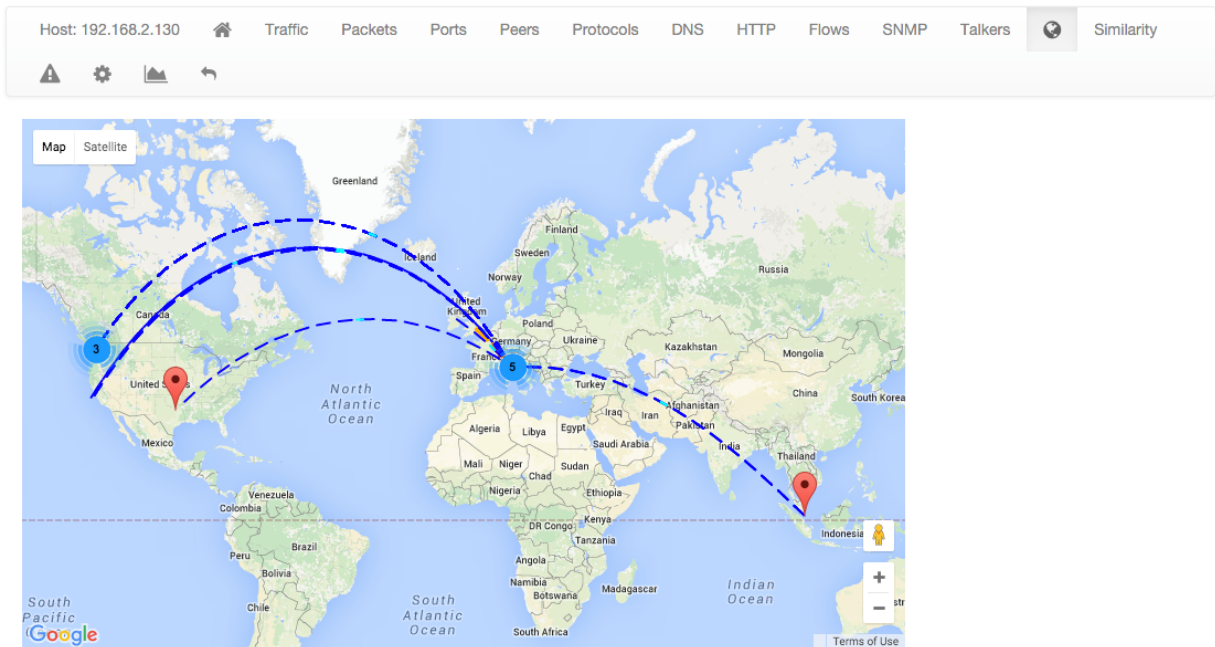 Host: 192.168.2.130 Traffic Packets Ports Peers Protocols DNS HTTP Flows SNMP Talkers Similarity
Map Satellite
Greenland
Finland
Iceland
Sweden
Russia
Norway
Canada
United Kingdom
Poland
Germany
Ukraine
3
Kazakhstan
Mongolia
France
5
Spain
United States
Turkey
North Atlantic Ocean
China
South Korea
Afghanistan
Iraq
Iran
Algeria
Libya
Egypt
Pakistan
Mexico
Saudi Arabia
India
Thailand
Mali
Niger
Chad
Sudan
Venezuela
Nigeria
Ethiopia
Colombia
DR Congo
Kenya
Indonesia
Tanzania
Brazil
Peru
Angola
Bolivia
Namibia
Botswana
Madagascar
Indian Ocean
South Pacific
South Atlantic Ocean
Chile
South Africa
Google
Terms of Use